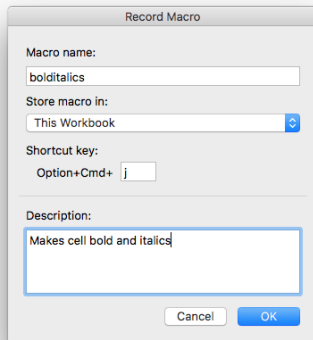 Record Macro
Macro name:
bolditalics
Store macro in:
This Workbook
Shortcut key:
Option+Cmd+ j
Description:
Makes cell bold and italics
Cancel OK